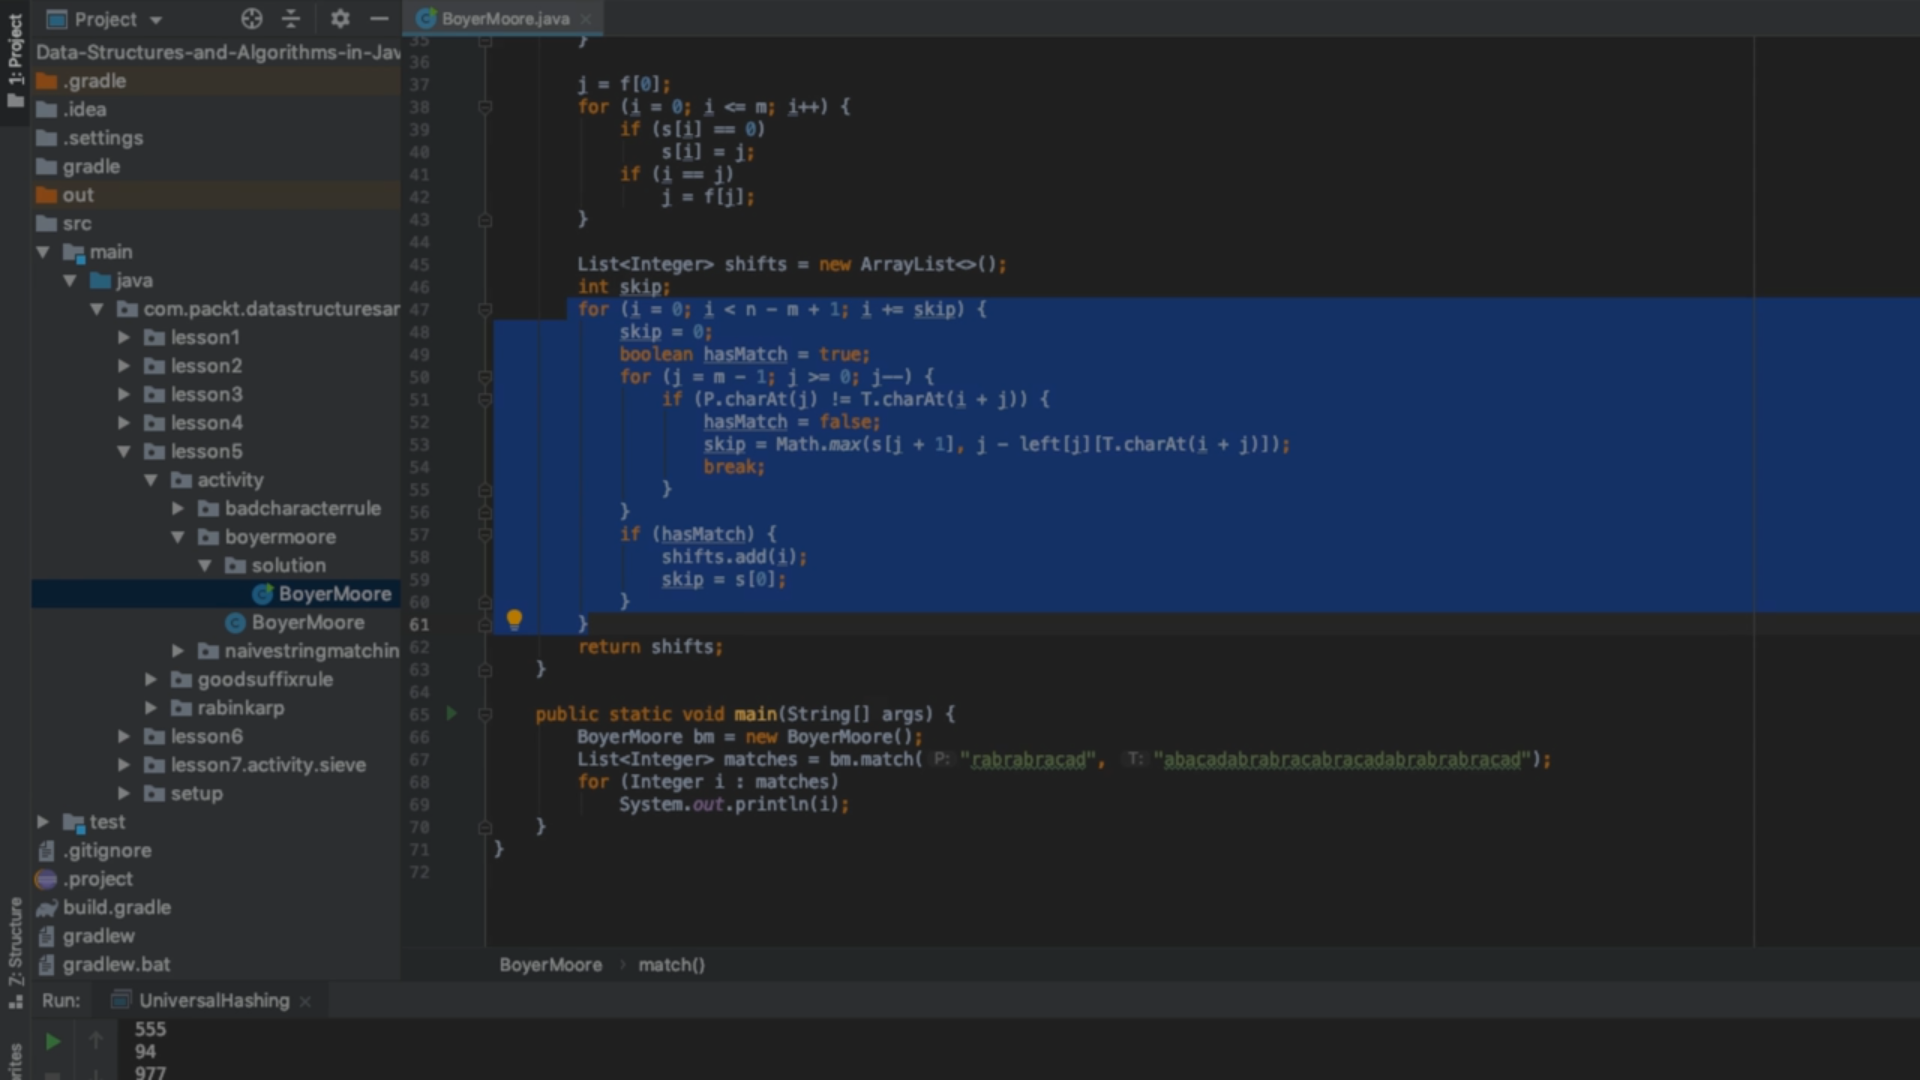 1: Project
Project
Data-Structures-and-Algorithms-in-Jav
.gradle
.idea
.settings
gradle
out
src
main
java
com.packt.datastructuresar
lesson1
lesson2
lesson3
lesson4
lesson5
activity
badcharacterrule
boyermoore
solution
BoyerMoore
BoyerMoore
naivestringmatchin
goodsuffixrule
rabinkarp
lesson6
lesson7.activity.sieve
setup
test
.gitignore
.project
build.gradle
gradlew
gradlew.bat
Z: Structure
BoyerMoore.java
35 }
36
37 j = f[0];
38 for (i = 0; i <= m; i++) {
39 if (s[i] == 0)
40 s[i] = j;
41 if (i == j)
42 j = f[j];
43 }
44
45 List<Integer> shifts = new ArrayList<>();
46 int skip;
47 for (i = 0; i < n - m + 1; i += skip) {
48 skip = 0;
49 boolean hasMatch = true;
50 for (j = m - 1; j >= 0; j--) {
51 if (P.charAt(j) != T.charAt(i + j)) {
52 hasMatch = false;
53 skip = Math.max(s[j + 1], j - left[j][T.charAt(i + j)]);
54 break;
55 }
56 }
57 if (hasMatch) {
58 shifts.add(i);
59 skip = s[0];
60 }
61 }
62 return shifts;
63 }
64
65 public static void main(String[] args) {
66 BoyerMoore bm = new BoyerMoore();
67 List<Integer> matches = bm.match( P: "rabrabracad", T: "abacadabrabracabracadabrabrabracad");
68 for (Integer i : matches)
69 System.out.println(i);
70 }
71 }
72
BoyerMoore › match()
Run: UniversalHashing
555
94
977